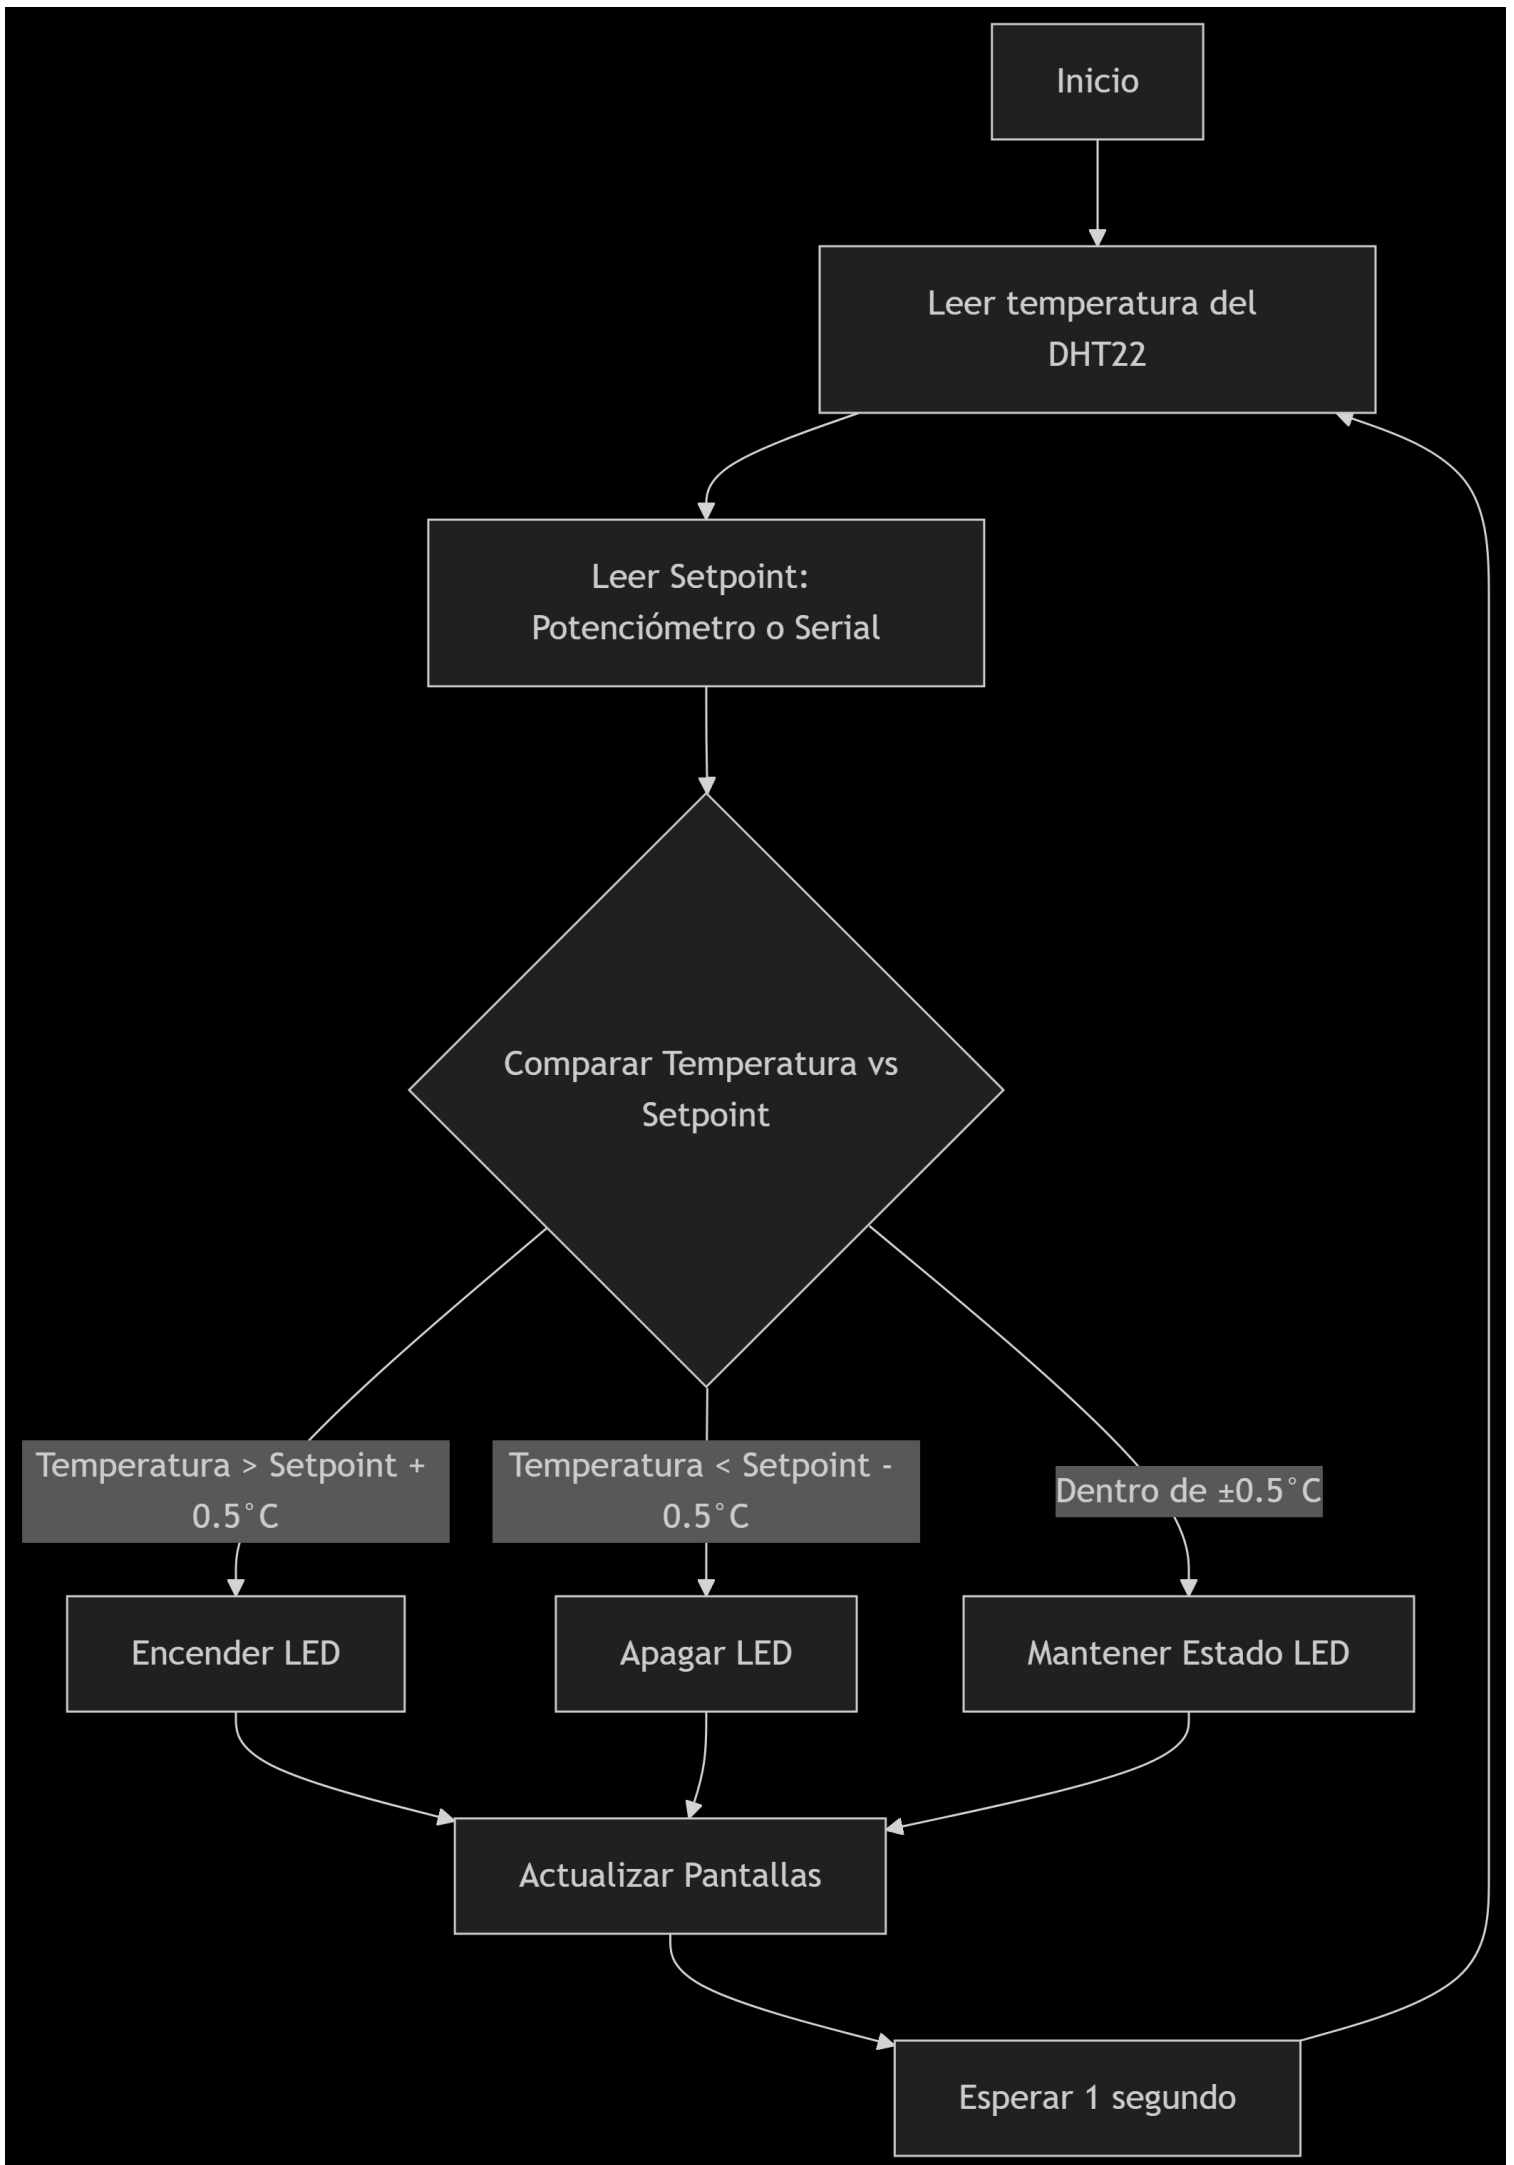 Inicio
Leer temperatura del
DHT22
Leer Setpoint:
Potenciómetro o Serial
Comparar Temperatura vs
Setpoint
Temperatura > Setpoint +
0.5°C
Temperatura < Setpoint -
0.5°C
Dentro de ±0.5°C
Encender LED
Apagar LED
Mantener Estado LED
Actualizar Pantallas
Esperar 1 segundo